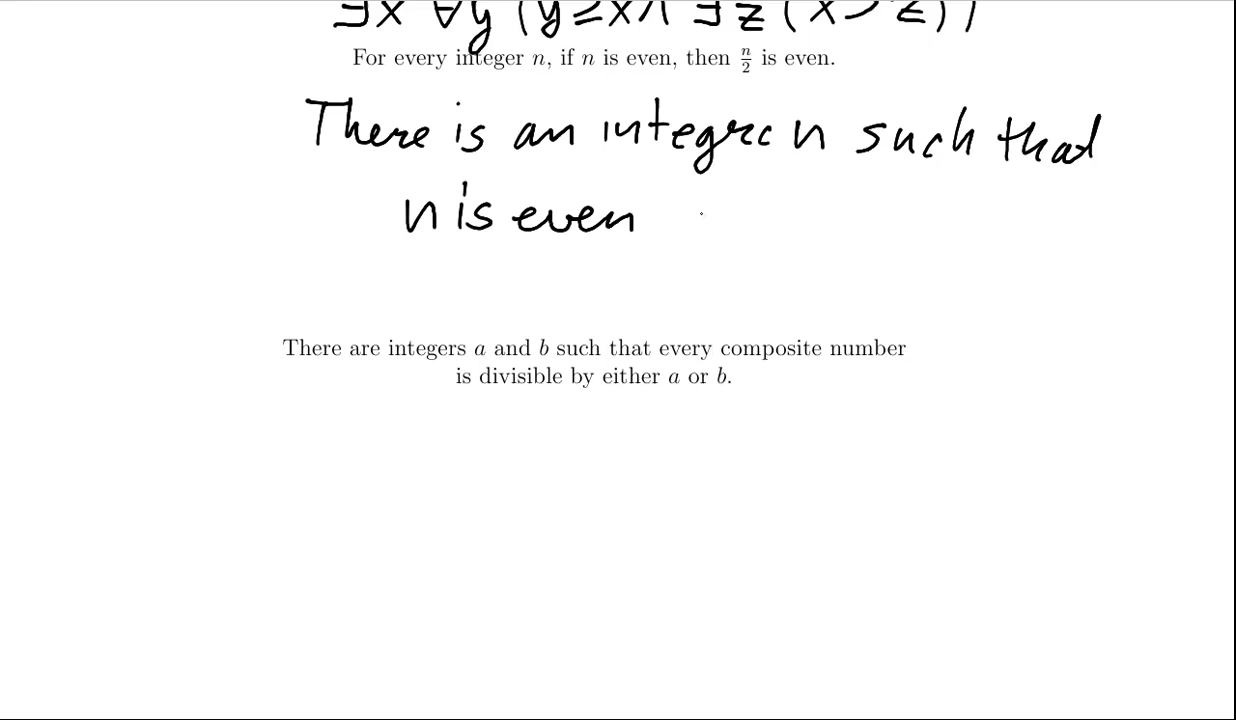 ∃x ∀y (y≥x ∧ ∃z (x > z))
For every integer n, if n is even, then n/2 is even.
There is an integer n such that
n is even
There are integers a and b such that every composite number
is divisible by either a or b.